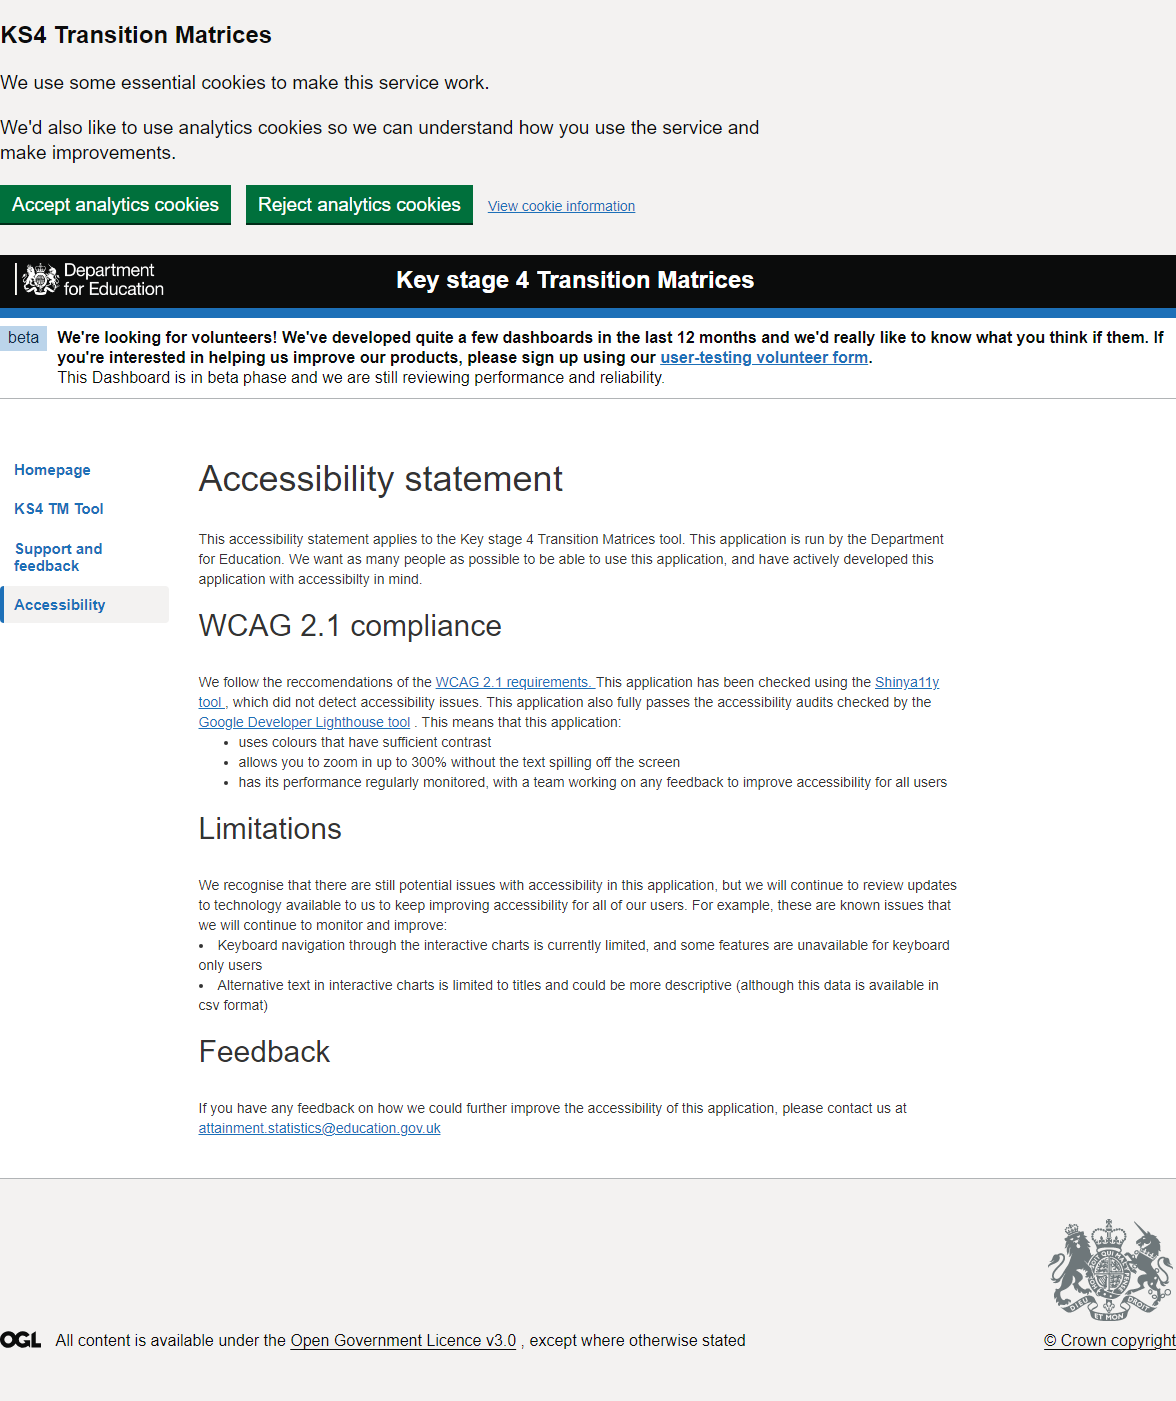 KS4 Transition Matrices
We use some essential cookies to make this service work.
We'd also like to use analytics cookies so we can understand how you use the service and
make improvements.
Accept analytics cookies Reject analytics cookies View cookie information
Department
for Education
Key stage 4 Transition Matrices
beta
We're looking for volunteers! We've developed quite a few dashboards in the last 12 months and we'd really like to know what you think if them. If
you're interested in helping us improve our products, please sign up using our user-testing volunteer form.
This Dashboard is in beta phase and we are still reviewing performance and reliability.
Homepage
KS4 TM Tool
Support and
feedback
Accessibility
Accessibility statement
This accessibility statement applies to the Key stage 4 Transition Matrices tool. This application is run by the Department
for Education. We want as many people as possible to be able to use this application, and have actively developed this
application with accessibilty in mind.
WCAG 2.1 compliance
We follow the reccomendations of the WCAG 2.1 requirements. This application has been checked using the Shinya11y
tool , which did not detect accessibility issues. This application also fully passes the accessibility audits checked by the
Google Developer Lighthouse tool . This means that this application:
• uses colours that have sufficient contrast
• allows you to zoom in up to 300% without the text spilling off the screen
• has its performance regularly monitored, with a team working on any feedback to improve accessibility for all users
Limitations
We recognise that there are still potential issues with accessibility in this application, but we will continue to review updates
to technology available to us to keep improving accessibility for all of our users. For example, these are known issues that
we will continue to monitor and improve:
• Keyboard navigation through the interactive charts is currently limited, and some features are unavailable for keyboard
only users
• Alternative text in interactive charts is limited to titles and could be more descriptive (although this data is available in
csv format)
Feedback
If you have any feedback on how we could further improve the accessibility of this application, please contact us at
attainment.statistics@education.gov.uk
DIEU ET MON DROIT
OGL All content is available under the Open Government Licence v3.0 , except where otherwise stated
© Crown copyright